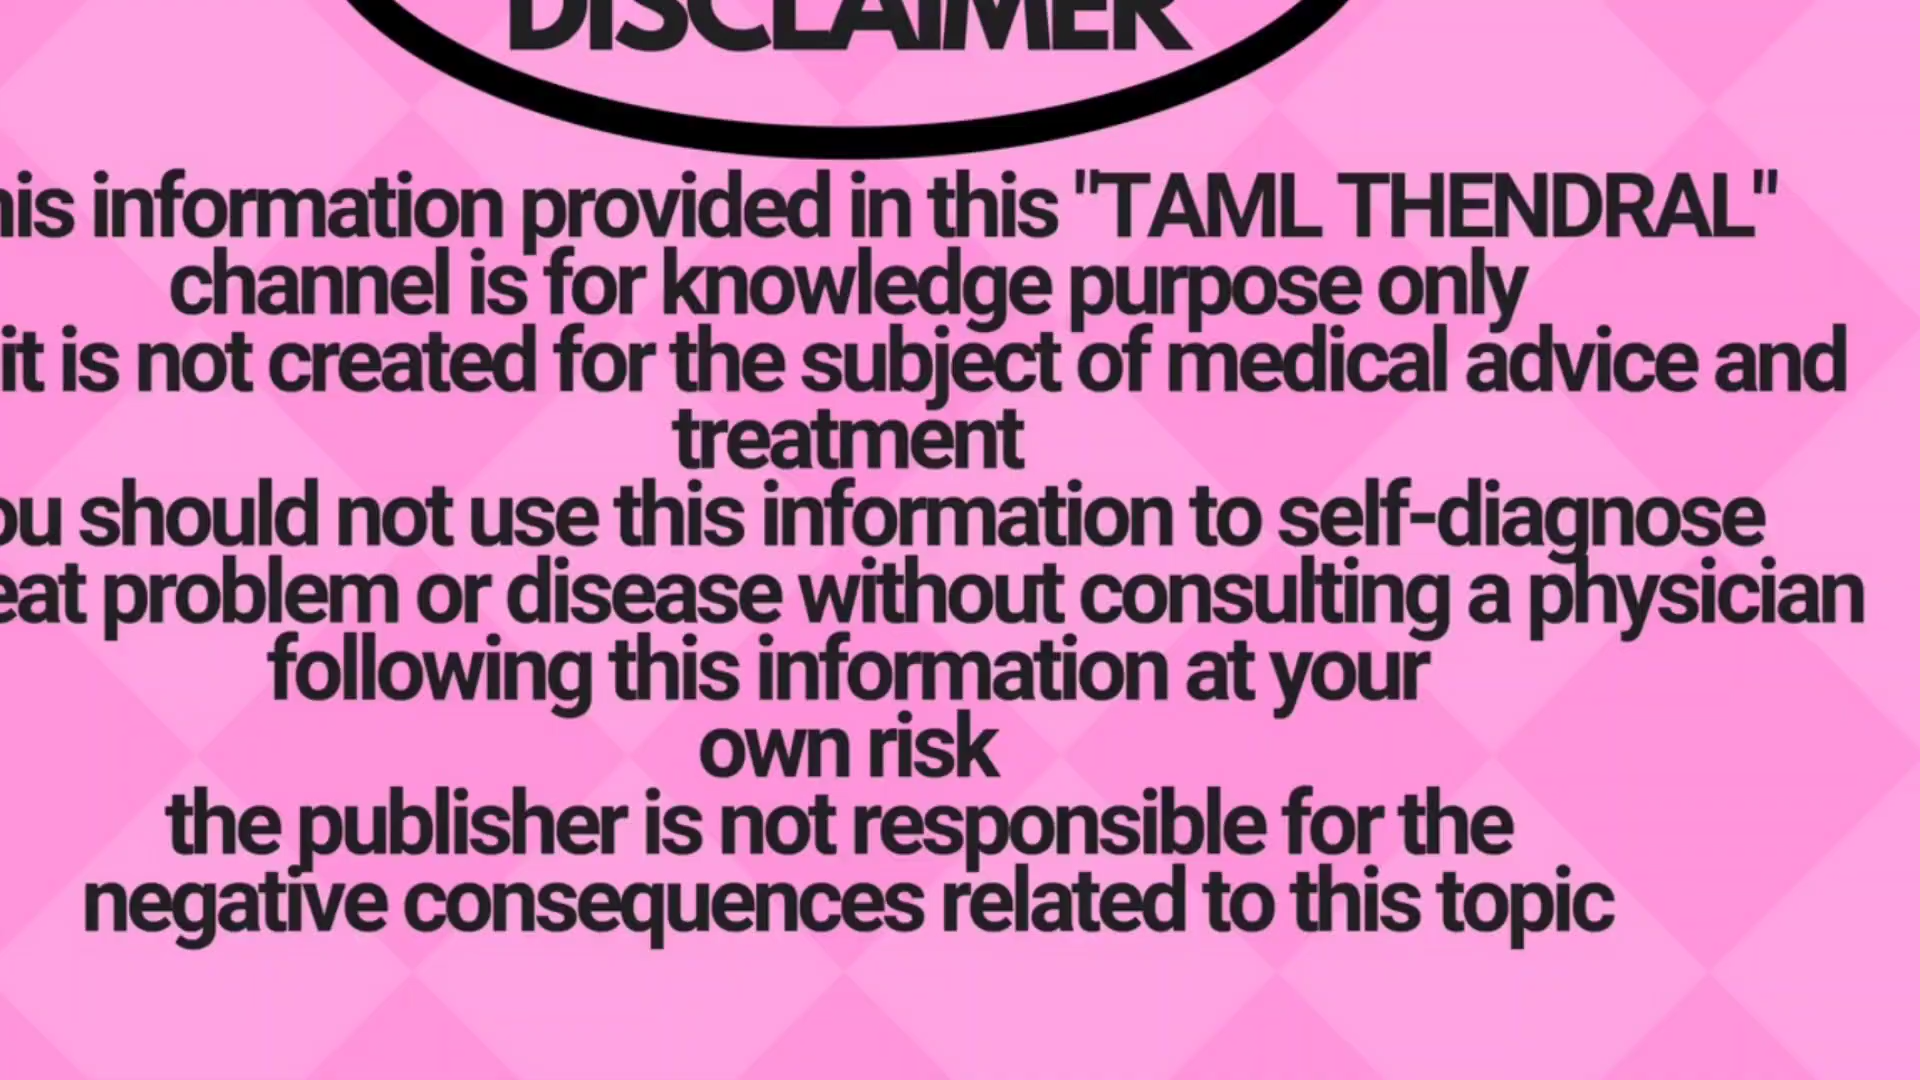 DISCLAIMER
his information provided in this "TAML THENDRAL"
channel is for knowledge purpose only
it is not created for the subject of medical advice and
treatment
ou should not use this information to self-diagnose
eat problem or disease without consulting a physician
following this information at your
own risk
the publisher is not responsible for the
negative consequences related to this topic